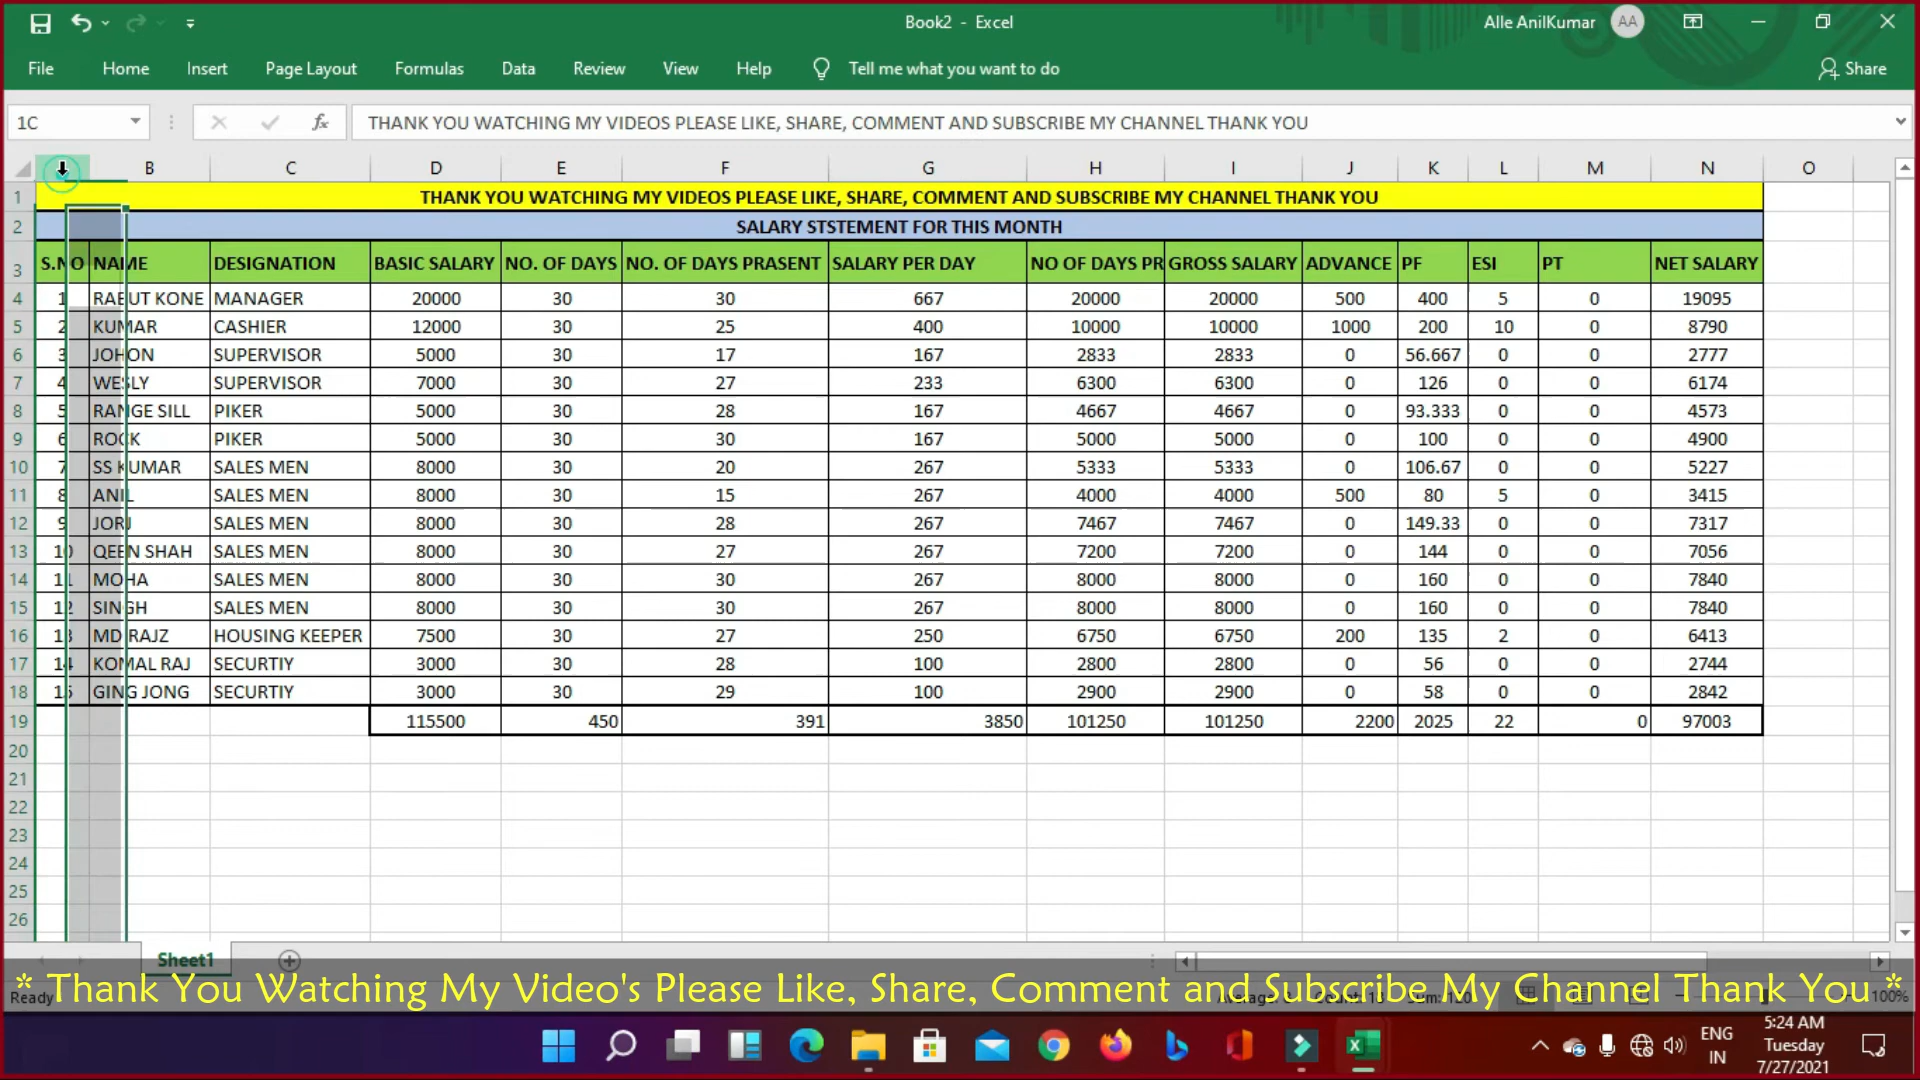 Book2 - Excel
Alle AnilKumar AA
File Home Insert Page Layout Formulas Data Review View Help Tell me what you want to do Share
1C fx THANK YOU WATCHING MY VIDEOS PLEASE LIKE, SHARE, COMMENT AND SUBSCRIBE MY CHANNEL THANK YOU
B C D E F G H I J K L M N O
1 THANK YOU WATCHING MY VIDEOS PLEASE LIKE, SHARE, COMMENT AND SUBSCRIBE MY CHANNEL THANK YOU
2 SALARY STSTEMENT FOR THIS MONTH
3 S.NO NAME DESIGNATION BASIC SALARY NO. OF DAYS NO. OF DAYS PRASENT SALARY PER DAY NO OF DAYS PR GROSS SALARY ADVANCE PF ESI PT NET SALARY
4 1 RABUT KONE MANAGER 20000 30 30 667 20000 20000 500 400 5 0 19095
5 2 KUMAR CASHIER 12000 30 25 400 10000 10000 1000 200 10 0 8790
6 3 JOHON SUPERVISOR 5000 30 17 167 2833 2833 0 56.667 0 0 2777
7 4 WESLY SUPERVISOR 7000 30 27 233 6300 6300 0 126 0 0 6174
8 5 RANGE SILL PIKER 5000 30 28 167 4667 4667 0 93.333 0 0 4573
9 6 ROCK PIKER 5000 30 30 167 5000 5000 0 100 0 0 4900
10 7 SS KUMAR SALES MEN 8000 30 20 267 5333 5333 0 106.67 0 0 5227
11 8 ANIL SALES MEN 8000 30 15 267 4000 4000 500 80 5 0 3415
12 9 JORJ SALES MEN 8000 30 28 267 7467 7467 0 149.33 0 0 7317
13 10 QEEN SHAH SALES MEN 8000 30 27 267 7200 7200 0 144 0 0 7056
14 11 MOHA SALES MEN 8000 30 30 267 8000 8000 0 160 0 0 7840
15 12 SINGH SALES MEN 8000 30 30 267 8000 8000 0 160 0 0 7840
16 13 MD RAJZ HOUSING KEEPER 7500 30 27 250 6750 6750 200 135 2 0 6413
17 14 KOMAL RAJ SECURTIY 3000 30 28 100 2800 2800 0 56 0 0 2744
18 15 GING JONG SECURTIY 3000 30 29 100 2900 2900 0 58 0 0 2842
19 115500 450 391 3850 101250 101250 2200 2025 22 0 97003
20
21
22
23
24
25
26
Sheet1
* Thank You Watching My Video's Please Like, Share, Comment and Subscribe My Channel Thank You *
Ready 100%
ENG IN
5:24 AM
Tuesday
7/27/2021